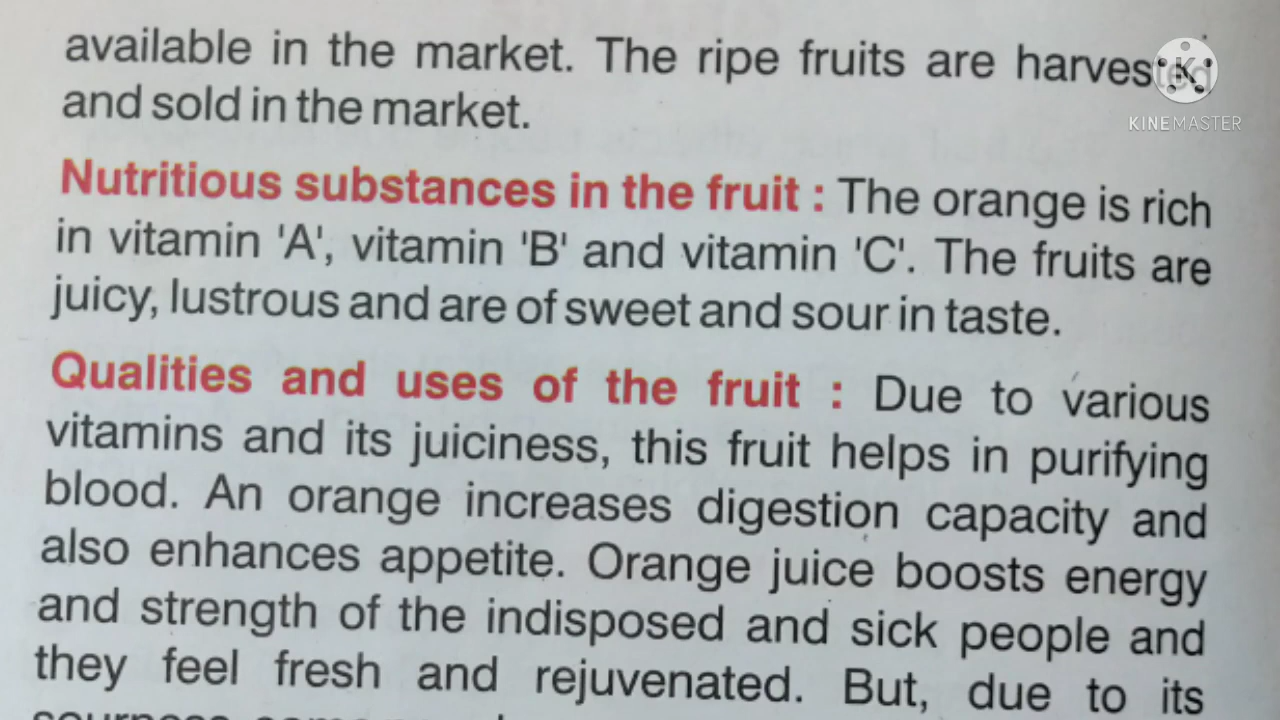 available in the market. The ripe fruits are harvested
and sold in the market.
Nutritious substances in the fruit : The orange is rich
in vitamin 'A', vitamin 'B' and vitamin 'C'. The fruits are
juicy, lustrous and are of sweet and sour in taste.
Qualities and uses of the fruit : Due to various
vitamins and its juiciness, this fruit helps in purifying
blood. An orange increases digestion capacity and
also enhances appetite. Orange juice boosts energy
and strength of the indisposed and sick people and
they feel fresh and rejuvenated. But, due to its
K
KINEMASTER